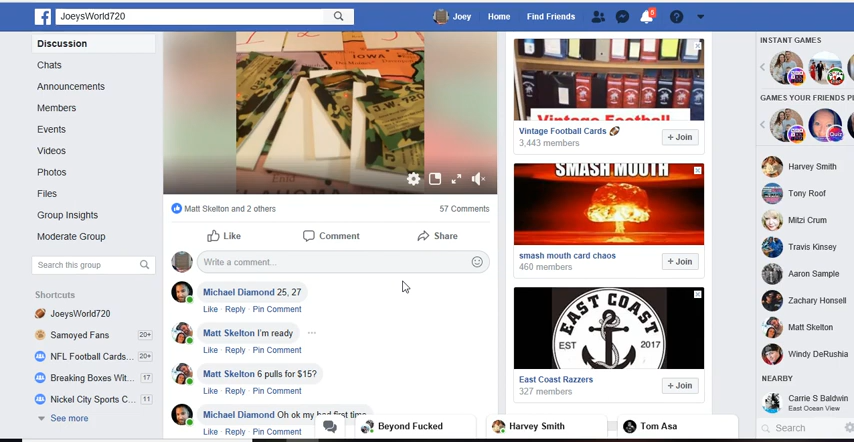 JoeysWorld720
Joey
Home
Find Friends
5
Discussion
Chats
Announcements
Members
Events
Videos
Photos
Files
Group Insights
Moderate Group
Search this group
Shortcuts
JoeysWorld720
Samoyed Fans 20+
NFL Football Cards... 20+
Breaking Boxes Wit... 17
Nickel City Sports C... 11
See more
IOWA
J.W. 720
Enid
OKLAHOMA
Matt Skelton and 2 others
57 Comments
Like
Comment
Share
Write a comment...
Michael Diamond 25, 27
Like · Reply · Pin Comment
Matt Skelton I'm ready ...
Like · Reply · Pin Comment
Matt Skelton 6 pulls for $15?
Like · Reply · Pin Comment
Michael Diamond Oh ok my bad first time
Like · Reply · Pin Comment
Vintage Football
Vintage Football Cards
3,443 members
+ Join
SMASH MOUTH
smash mouth card chaos
460 members
+ Join
EAST COAST
EST 2017
East Coast Razzers
327 members
+ Join
Beyond Fucked
Harvey Smith
Tom Asa
INSTANT GAMES
GAMES YOUR FRIENDS PL
Quiz
Harvey Smith
Tony Roof
Mitzi Crum
Travis Kinsey
Aaron Sample
Zachary Honsell
Matt Skelton
Windy DeRushia
NEARBY
Carrie S Baldwin
East Ocean View
Search